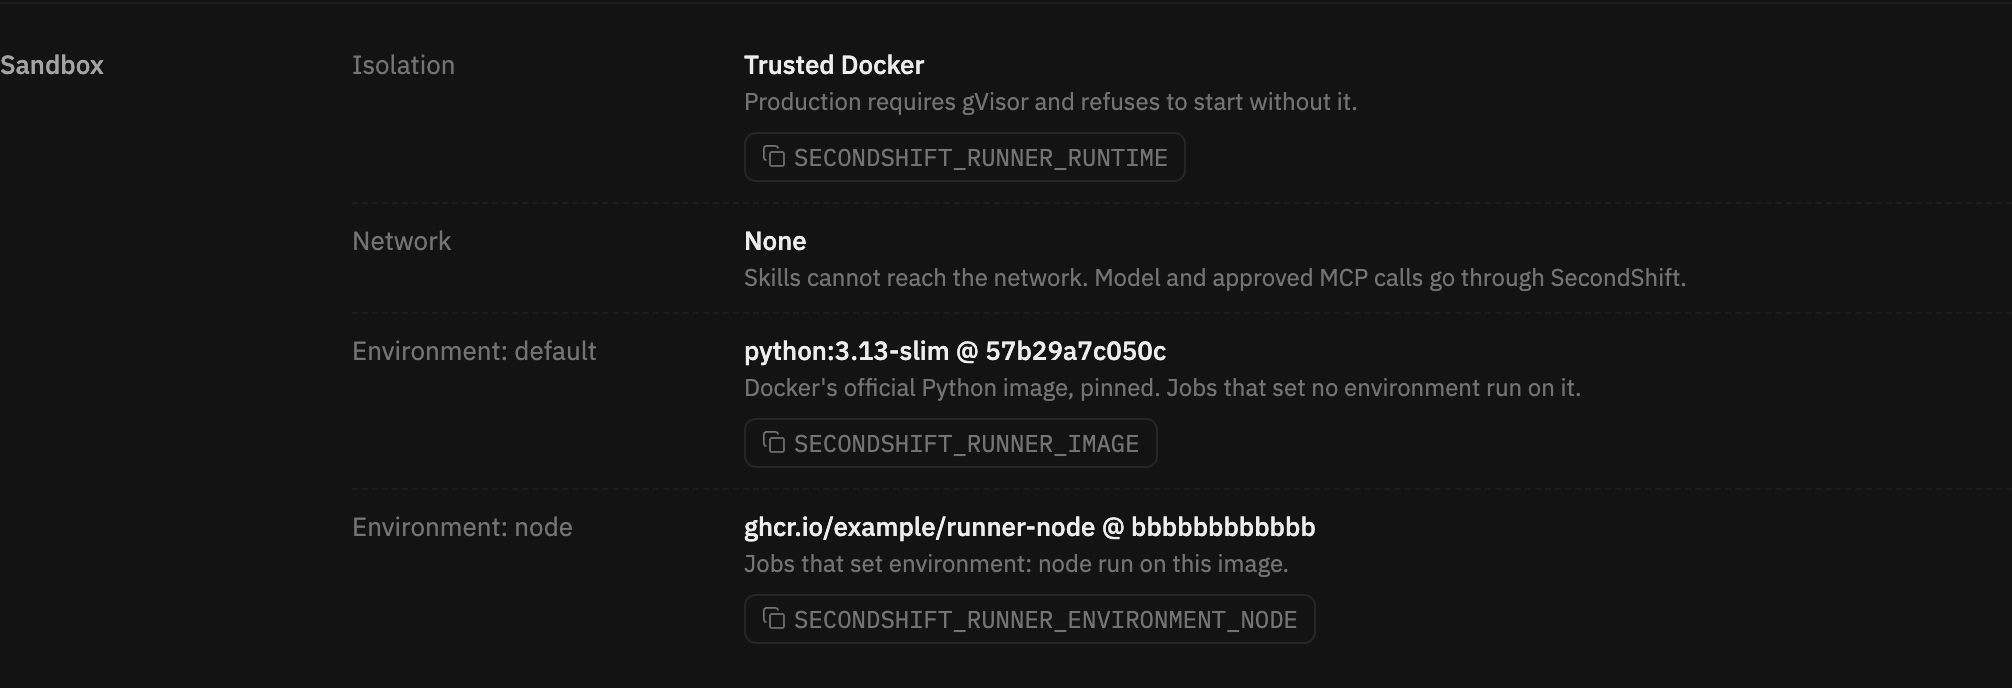 Sandbox
Isolation
Trusted Docker
Production requires gVisor and refuses to start without it.
SECONDSHIFT_RUNNER_RUNTIME
Network
None
Skills cannot reach the network. Model and approved MCP calls go through SecondShift.
Environment: default
python:3.13-slim @ 57b29a7c050c
Docker's official Python image, pinned. Jobs that set no environment run on it.
SECONDSHIFT_RUNNER_IMAGE
Environment: node
ghcr.io/example/runner-node @ bbbbbbbbbbbb
Jobs that set environment: node run on this image.
SECONDSHIFT_RUNNER_ENVIRONMENT_NODE